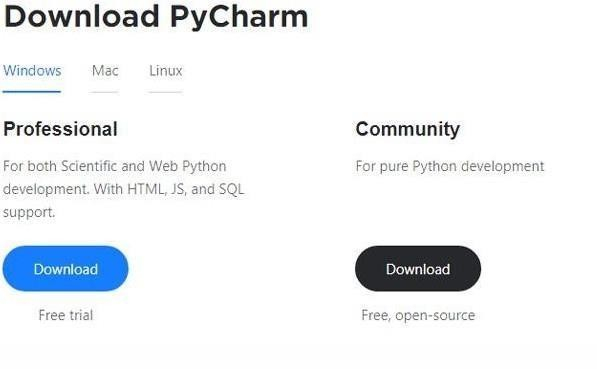 Download PyCharm
Windows Mac Linux
Professional
For both Scientific and Web Python
development. With HTML, JS, and SQL
support.
Download
Free trial
Community
For pure Python development
Download
Free, open-source